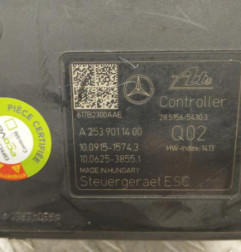 Ate
Controller
61782300AAE
28.5156-5430.3
A 253 901 14 00
Q02
10.0915-1574.3
HW-Index: 1413
10.0625-3855.1
MADE IN HUNGARY
Steuergeraet ESC
PIÈCE CERTIFIÉE